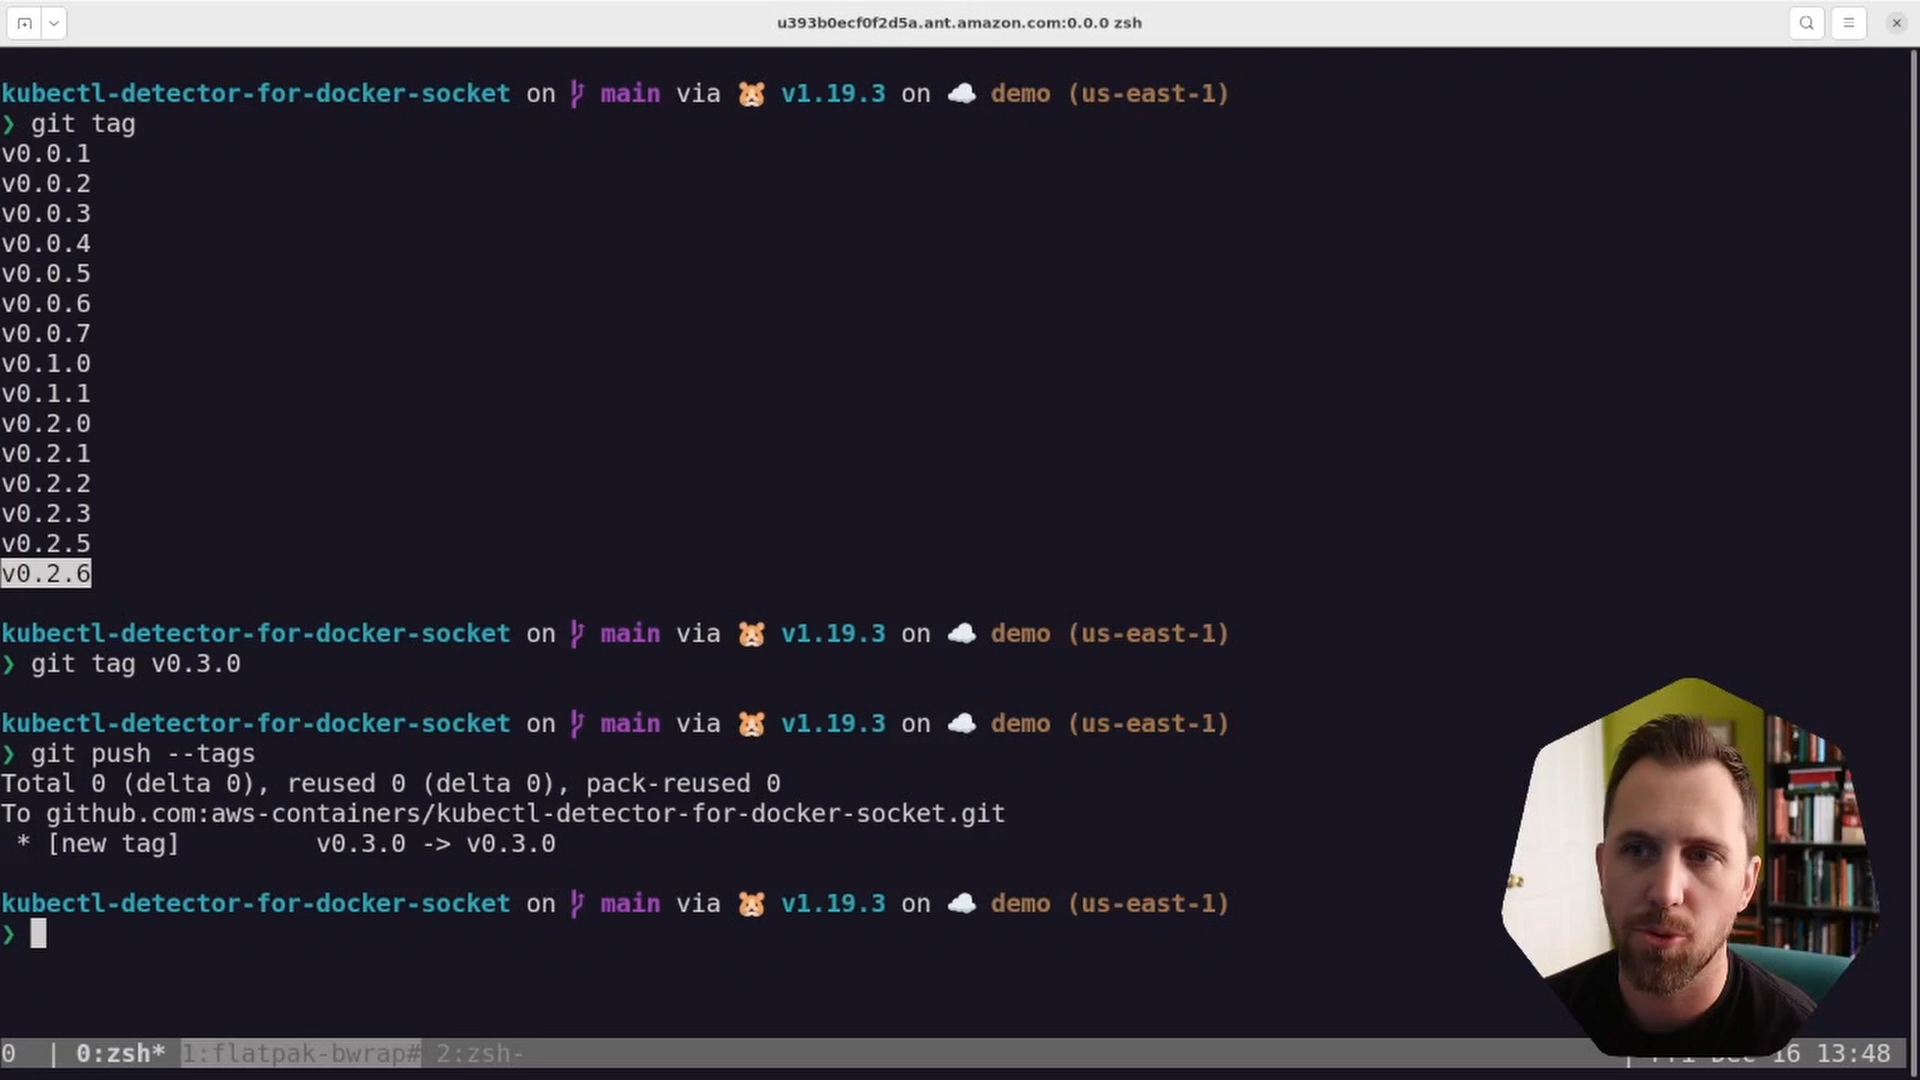 u393b0ecf0f2d5a.ant.amazon.com:0.0.0 zsh
kubectl-detector-for-docker-socket on main via 🐹 v1.19.3 on ☁️ demo (us-east-1)
❯ git tag
v0.0.1
v0.0.2
v0.0.3
v0.0.4
v0.0.5
v0.0.6
v0.0.7
v0.1.0
v0.1.1
v0.2.0
v0.2.1
v0.2.2
v0.2.3
v0.2.5
v0.2.6
kubectl-detector-for-docker-socket on main via 🐹 v1.19.3 on ☁️ demo (us-east-1)
❯ git tag v0.3.0
kubectl-detector-for-docker-socket on main via 🐹 v1.19.3 on ☁️ demo (us-east-1)
❯ git push --tags
Total 0 (delta 0), reused 0 (delta 0), pack-reused 0
To github.com:aws-containers/kubectl-detector-for-docker-socket.git
* [new tag] v0.3.0 -> v0.3.0
kubectl-detector-for-docker-socket on main via 🐹 v1.19.3 on ☁️ demo (us-east-1)
❯
0 | 0:zsh* 1:flatpak-bwrap# 2:zsh- | 16 13:48